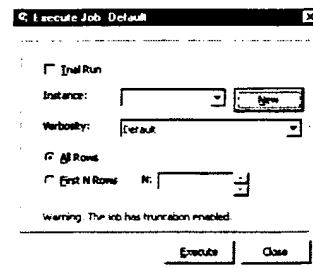 Execute Job Default
Trial Run
Instance:
New
Verbosity:
Default
All Rows
First N Rows N:
Warning. The job has truncation enabled.
Execute Close